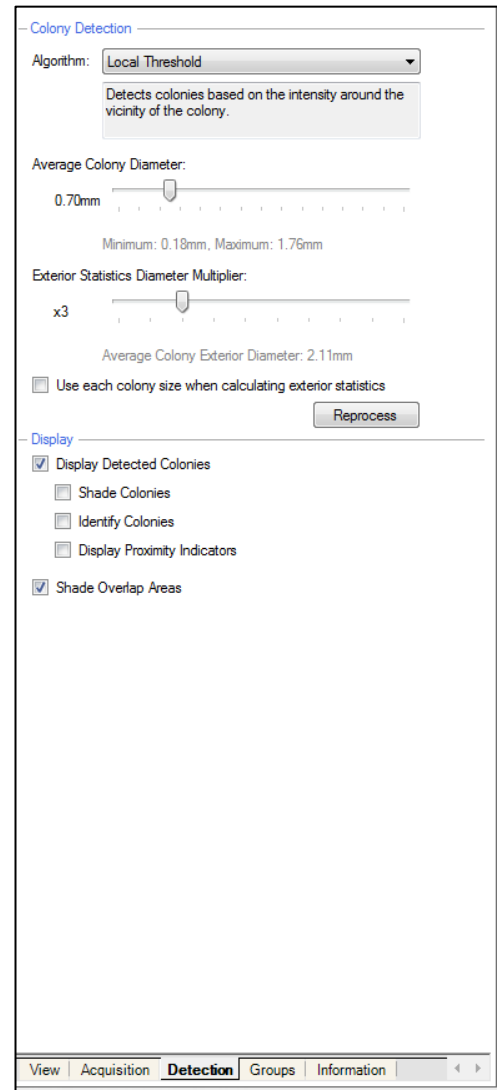 Colony Detection
Algorithm: Local Threshold
Detects colonies based on the intensity around the
vicinity of the colony.
Average Colony Diameter:
0.70mm
Minimum: 0.18mm, Maximum: 1.76mm
Exterior Statistics Diameter Multiplier:
x3
Average Colony Exterior Diameter: 2.11mm
Use each colony size when calculating exterior statistics
Reprocess
Display
Display Detected Colonies
Shade Colonies
Identify Colonies
Display Proximity Indicators
Shade Overlap Areas
View Acquisition Detection Groups Information